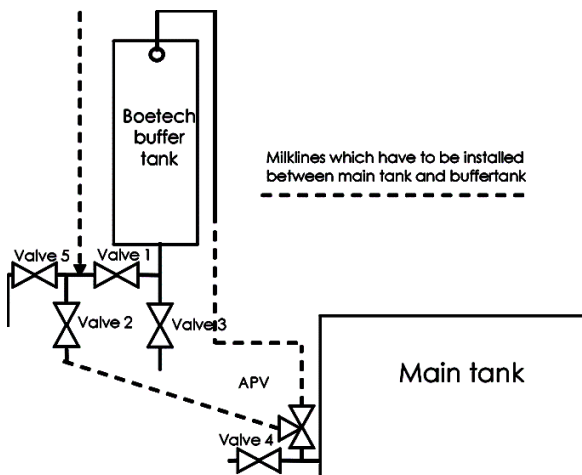 Boetech
buffer
tank
Milklines which have to be installed
between main tank and buffertank
Valve 5
Valve 1
Valve 2
Valve 3
APV
Main tank
Valve 4